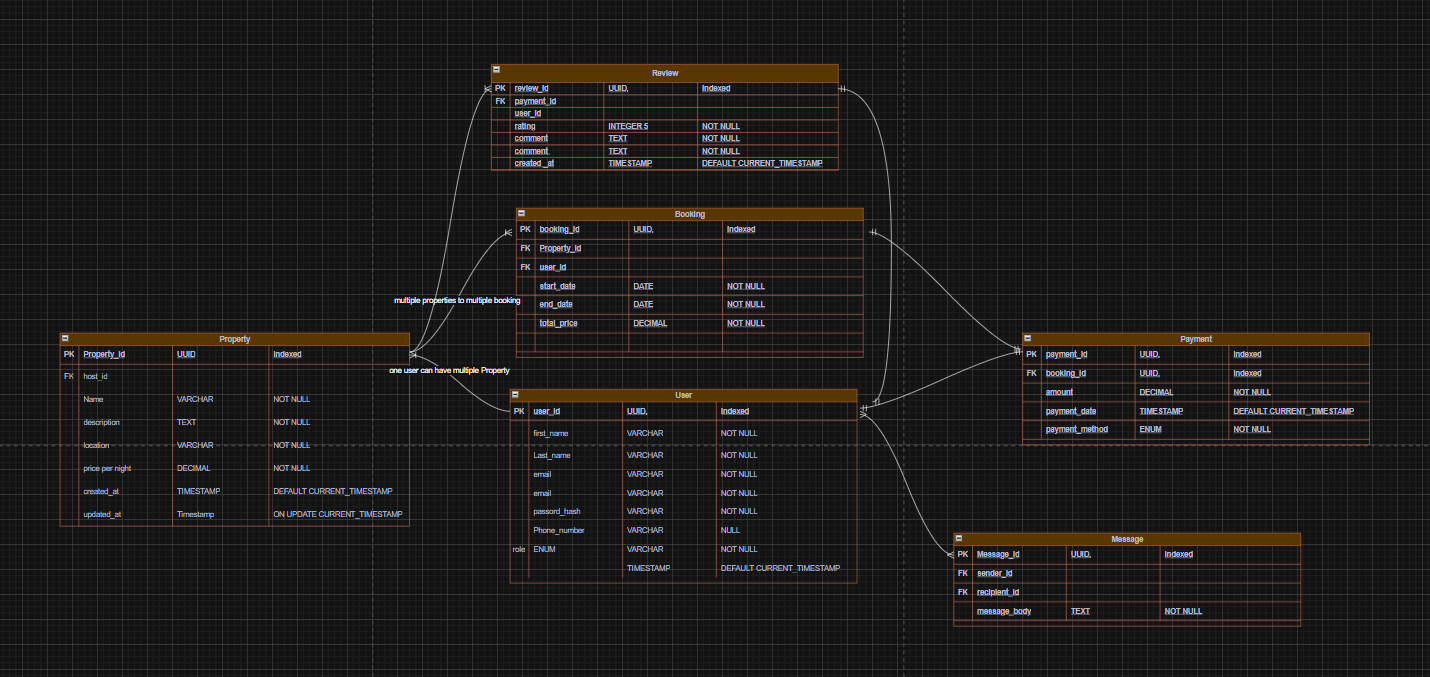 Review
PK review_id UUID, Indexed
FK payment_id
user_id
rating INTEGER 5 NOT NULL
comment TEXT NOT NULL
comment TEXT NOT NULL
created _at TIMESTAMP DEFAULT CURRENT_TIMESTAMP
Booking
PK booking_id UUID, Indexed
FK Property_id
FK user_id
start_date DATE NOT NULL
end_date DATE NOT NULL
total_price DECIMAL NOT NULL
multiple properties to multiple booking
Property
PK Property_Id UUID Indexed
FK host_id
Name VARCHAR NOT NULL
description TEXT NOT NULL
location VARCHAR NOT NULL
price per night DECIMAL NOT NULL
created_at TIMESTAMP DEFAULT CURRENT_TIMESTAMP
updated_at Timestamp ON UPDATE CURRENT_TIMESTAMP
one user can have multiple Property
User
PK user_id UUID, Indexed
first_name VARCHAR NOT NULL
Last_name VARCHAR NOT NULL
email VARCHAR NOT NULL
email VARCHAR NOT NULL
passord_hash VARCHAR NOT NULL
Phone_number VARCHAR NULL
role ENUM VARCHAR NOT NULL
TIMESTAMP DEFAULT CURRENT_TIMESTAMP
Payment
PK payment_id UUID, Indexed
FK booking_id UUID, Indexed
amount DECIMAL NOT NULL
payment_date TIMESTAMP DEFAULT CURRENT_TIMESTAMP
payment_method ENUM NOT NULL
Message
PK Message_id UUID, Indexed
FK sender_id
FK recipient_id
message_body TEXT NOT NULL